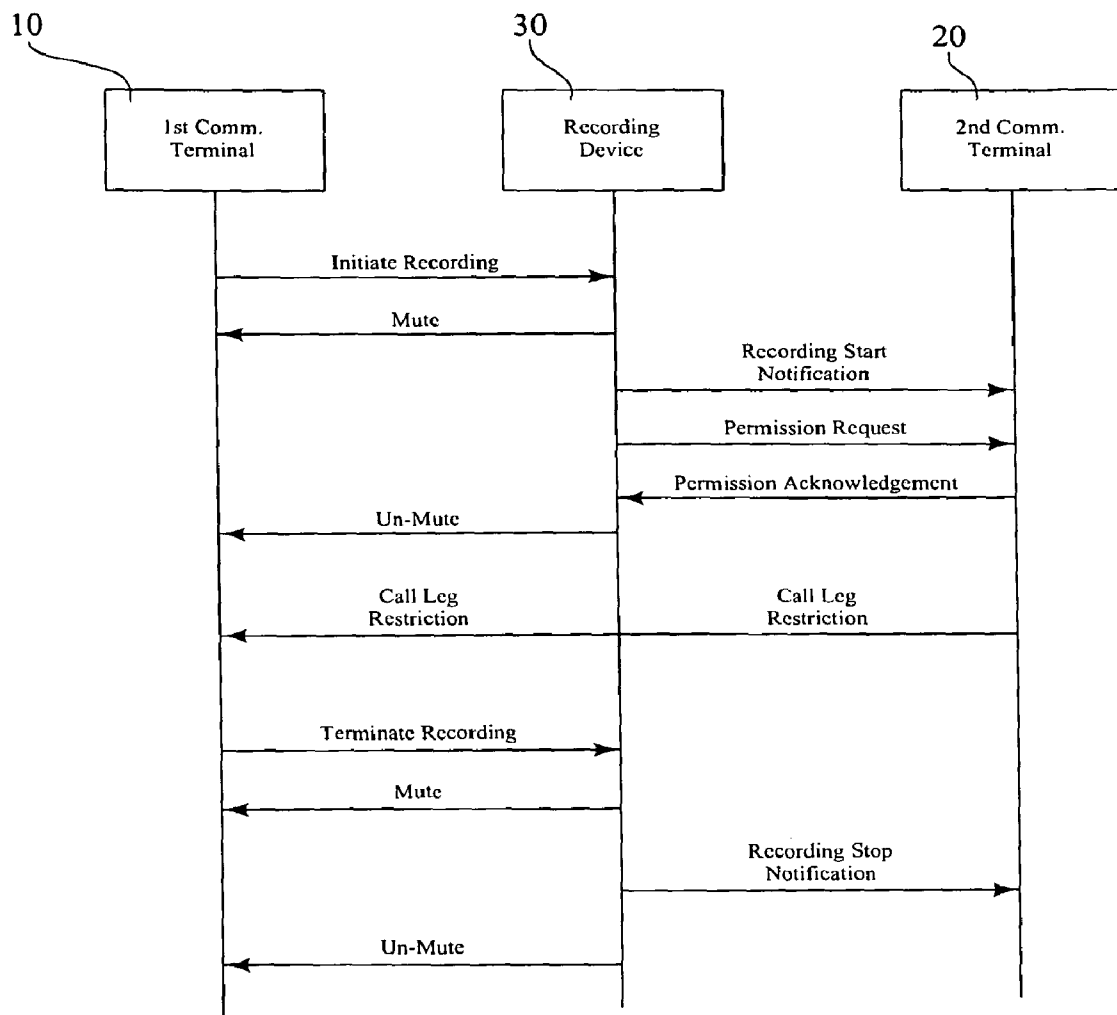 10
30
20
1st Comm.
Terminal
Recording
Device
2nd Comm.
Terminal
Initiate Recording
Mute
Recording Start
Notification
Permission Request
Permission Acknowledgement
Un-Mute
Call Leg
Restriction
Call Leg
Restriction
Terminate Recording
Mute
Recording Stop
Notification
Un-Mute